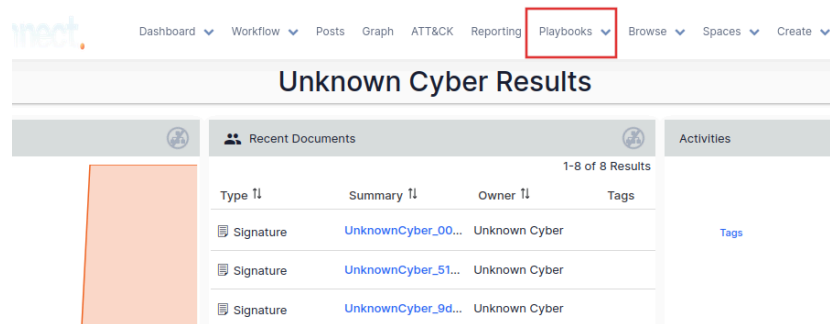 nnect.
Dashboard Workflow Posts Graph ATT&CK Reporting Playbooks Browse Spaces Create
Unknown Cyber Results
Recent Documents
Activities
1-8 of 8 Results
Type Summary Owner Tags
Signature UnknownCyber_00... Unknown Cyber
Tags
Signature UnknownCyber_51... Unknown Cyber
Signature UnknownCyber_9d... Unknown Cyber